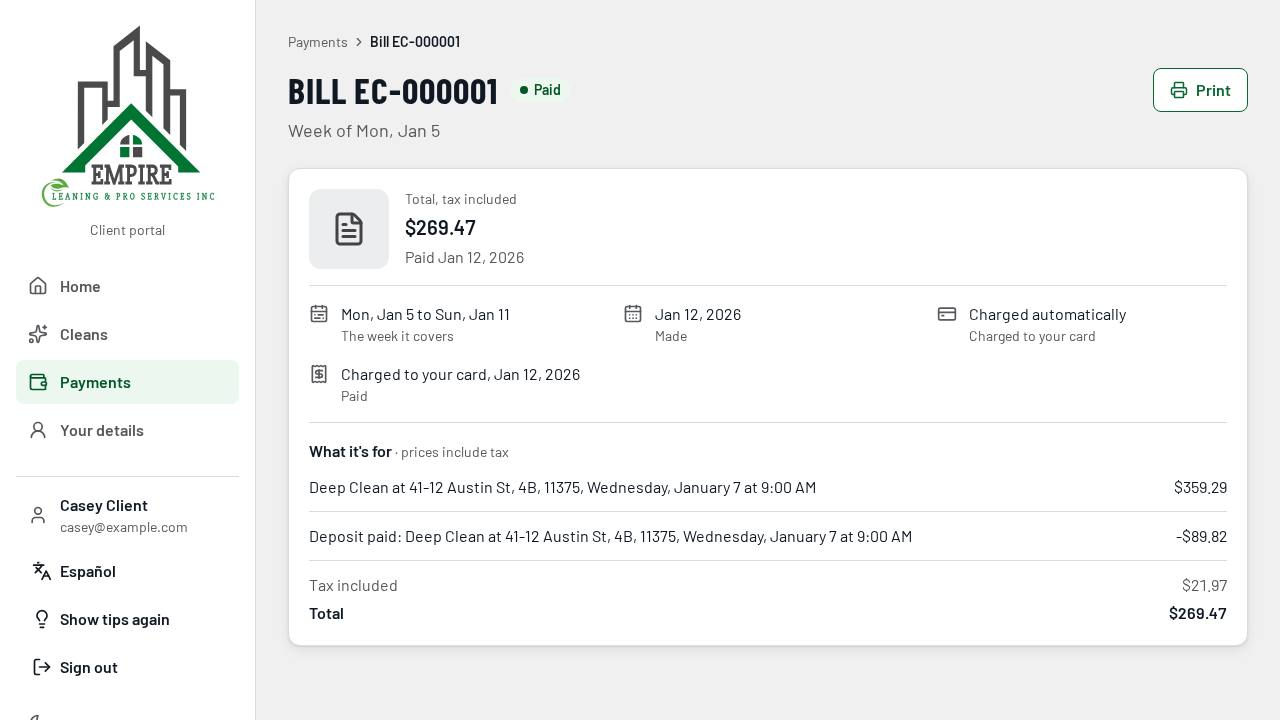 EMPIRE
LEANING & PRO SERVICES INC
Client portal
Home
Cleans
Payments
Your details
Casey Client
casey@example.com
Español
Show tips again
Sign out
Payments > Bill EC-000001
BILL EC-000001 Paid
Print
Week of Mon, Jan 5
Total, tax included
$269.47
Paid Jan 12, 2026
Mon, Jan 5 to Sun, Jan 11
The week it covers
Jan 12, 2026
Made
Charged automatically
Charged to your card
Charged to your card, Jan 12, 2026
Paid
What it's for · prices include tax
Deep Clean at 41-12 Austin St, 4B, 11375, Wednesday, January 7 at 9:00 AM $359.29
Deposit paid: Deep Clean at 41-12 Austin St, 4B, 11375, Wednesday, January 7 at 9:00 AM -$89.82
Tax included $21.97
Total $269.47